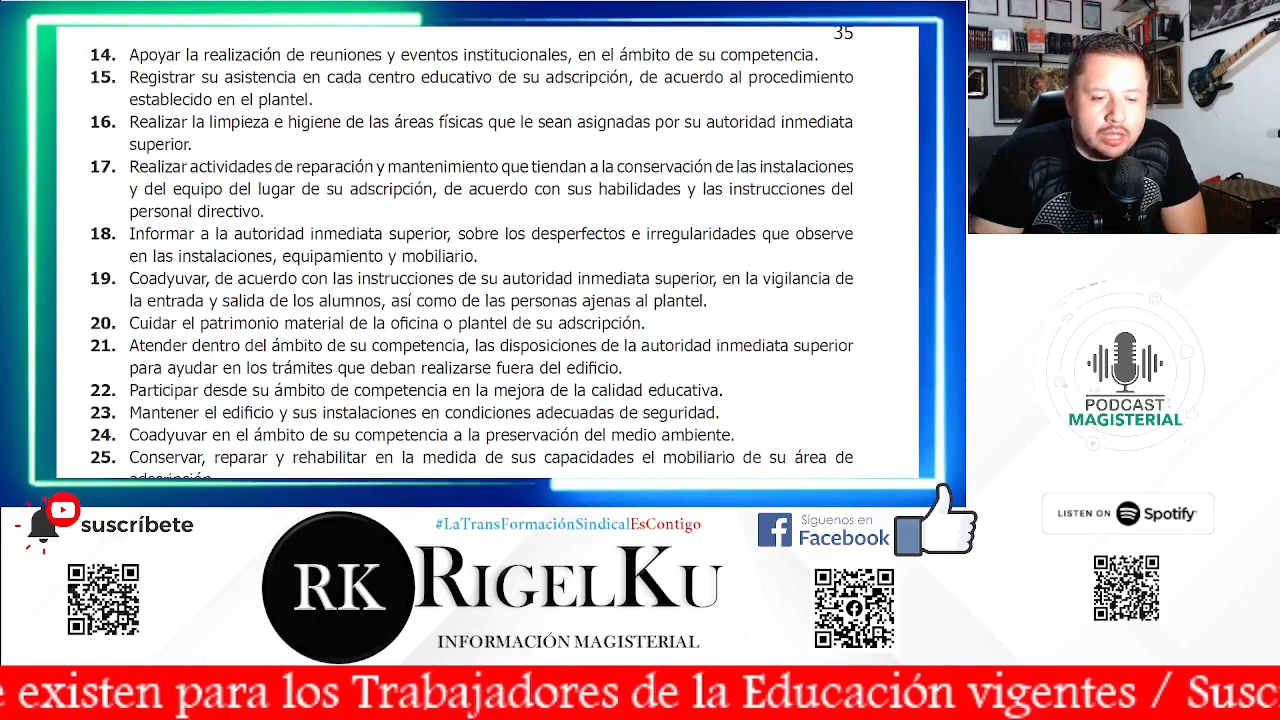 35
14. Apoyar la realización de reuniones y eventos institucionales, en el ámbito de su competencia.
15. Registrar su asistencia en cada centro educativo de su adscripción, de acuerdo al procedimiento
establecido en el plantel.
16. Realizar la limpieza e higiene de las áreas físicas que le sean asignadas por su autoridad inmediata
superior.
17. Realizar actividades de reparación y mantenimiento que tiendan a la conservación de las instalaciones
y del equipo del lugar de su adscripción, de acuerdo con sus habilidades y las instrucciones del
personal directivo.
18. Informar a la autoridad inmediata superior, sobre los desperfectos e irregularidades que observe
en las instalaciones, equipamiento y mobiliario.
19. Coadyuvar, de acuerdo con las instrucciones de su autoridad inmediata superior, en la vigilancia de
la entrada y salida de los alumnos, así como de las personas ajenas al plantel.
20. Cuidar el patrimonio material de la oficina o plantel de su adscripción.
21. Atender dentro del ámbito de su competencia, las disposiciones de la autoridad inmediata superior
para ayudar en los trámites que deban realizarse fuera del edificio.
22. Participar desde su ámbito de competencia en la mejora de la calidad educativa.
23. Mantener el edificio y sus instalaciones en condiciones adecuadas de seguridad.
24. Coadyuvar en el ámbito de su competencia a la preservación del medio ambiente.
25. Conservar, reparar y rehabilitar en la medida de sus capacidades el mobiliario de su área de
adscripción
PODCAST
MAGISTERIAL
suscríbete
#LaTransFormaciónSindicalEsContigo
RK RIGELKU
INFORMACIÓN MAGISTERIAL
Síguenos en
Facebook
LISTEN ON Spotify
e existen para los Trabajadores de la Educación vigentes / Susc